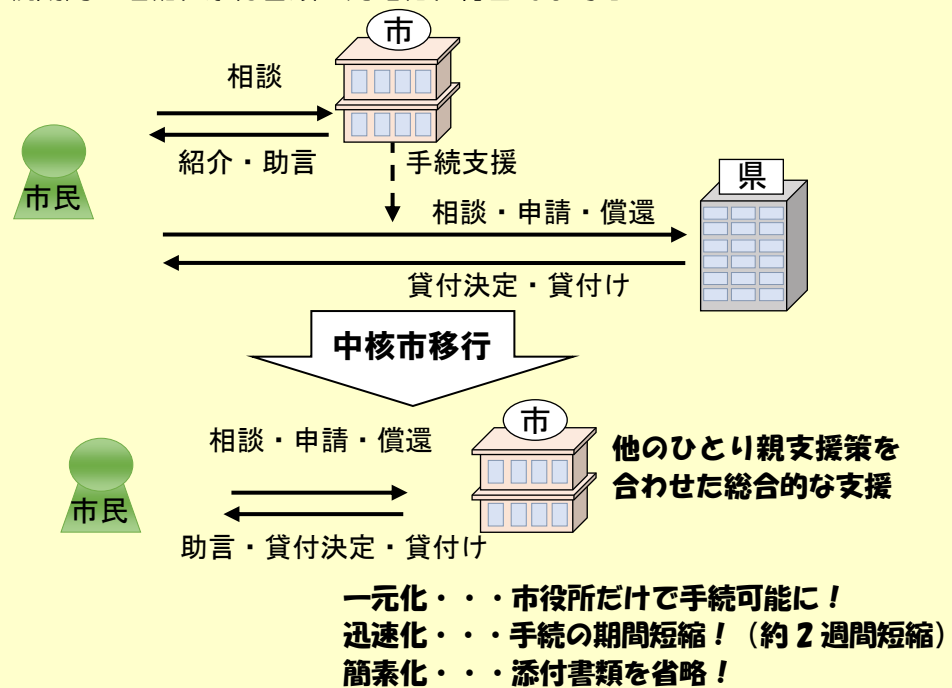 市
相談
紹介・助言
手続支援
市民
県
相談・申請・償還
貸付決定・貸付け
中核市移行
市
相談・申請・償還
他のひとり親支援策を
合わせた総合的な支援
市民
助言・貸付決定・貸付け
一元化・・・市役所だけで手続可能に！
迅速化・・・手続の期間短縮！（約２週間短縮）
簡素化・・・添付書類を省略！